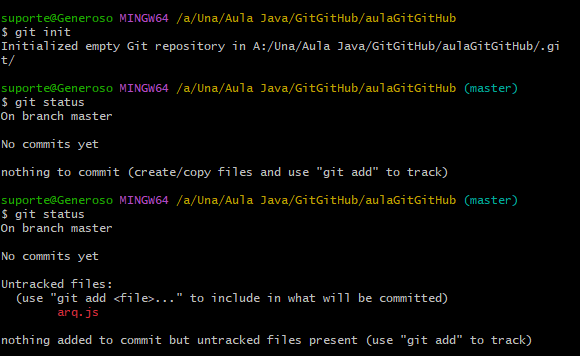 suporte@Generoso MINGW64 /a/Una/Aula Java/GitGitHub/aulaGitGitHub
$ git init
Initialized empty Git repository in A:/Una/Aula Java/GitGitHub/aulaGitGitHub/.gi
t/
suporte@Generoso MINGW64 /a/Una/Aula Java/GitGitHub/aulaGitGitHub (master)
$ git status
On branch master
No commits yet
nothing to commit (create/copy files and use "git add" to track)
suporte@Generoso MINGW64 /a/Una/Aula Java/GitGitHub/aulaGitGitHub (master)
$ git status
On branch master
No commits yet
Untracked files:
  (use "git add <file>..." to include in what will be committed)
        arq.js
nothing added to commit but untracked files present (use "git add" to track)